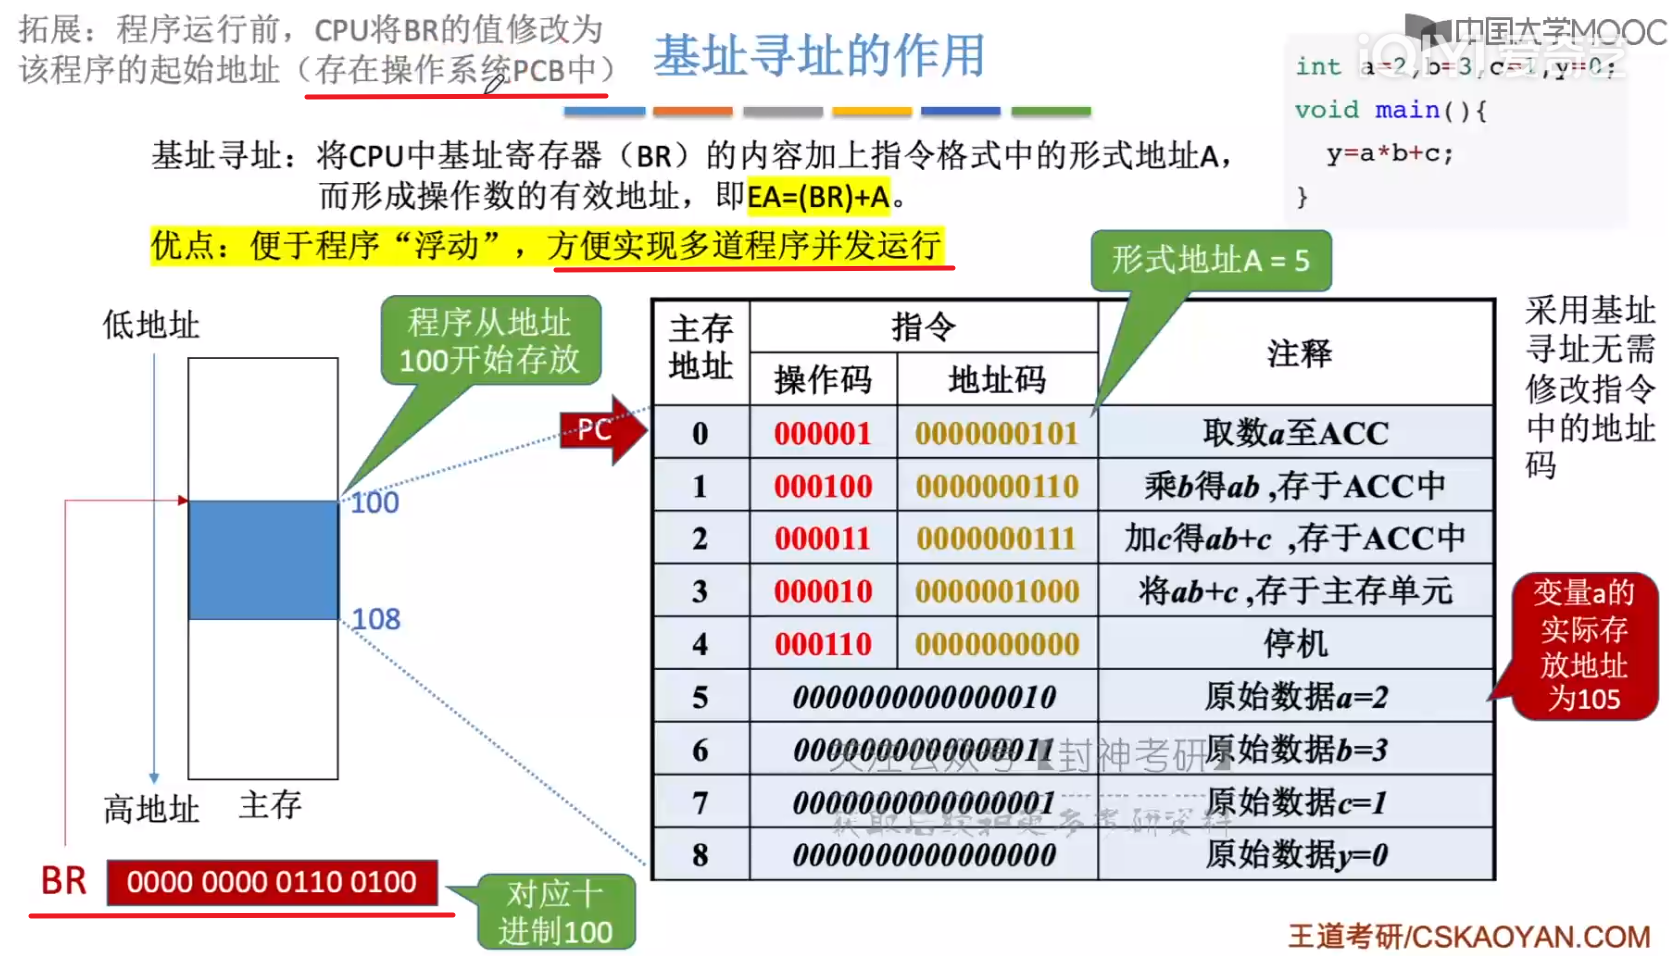 拓展：程序运行前，CPU将BR的值修改为
该程序的起始地址（存在操作系统PCB中）
基址寻址的作用
中国大学MOOC
iQIYI 爱奇艺
int a=2,b=3,c=1,y=0;
void main(){
y=a*b+c;
}
基址寻址：将CPU中基址寄存器（BR）的内容加上指令格式中的形式地址A，
而形成操作数的有效地址，即EA=(BR)+A。
优点：便于程序“浮动”，方便实现多道程序并发运行
形式地址A = 5
低地址
程序从地址
100开始存放
100
108
高地址
主存
PC
主存地址 指令 注释
操作码 地址码
0 000001 0000000101 取数a至ACC
1 000100 0000000110 乘b得ab ,存于ACC中
2 000011 0000000111 加c得ab+c ,存于ACC中
3 000010 0000001000 将ab+c ,存于主存单元
4 000110 0000000000 停机
5 0000000000000010 原始数据a=2
6 0000000000000011 原始数据b=3
7 0000000000000001 原始数据c=1
8 0000000000000000 原始数据y=0
关注公众号【封神考研】
获取后续和更多考研资料
采用基址
寻址无需
修改指令
中的地址
码
变量a的
实际存
放地址
为105
BR 0000 0000 0110 0100
对应十
进制100
王道考研/CSKAOYAN.COM